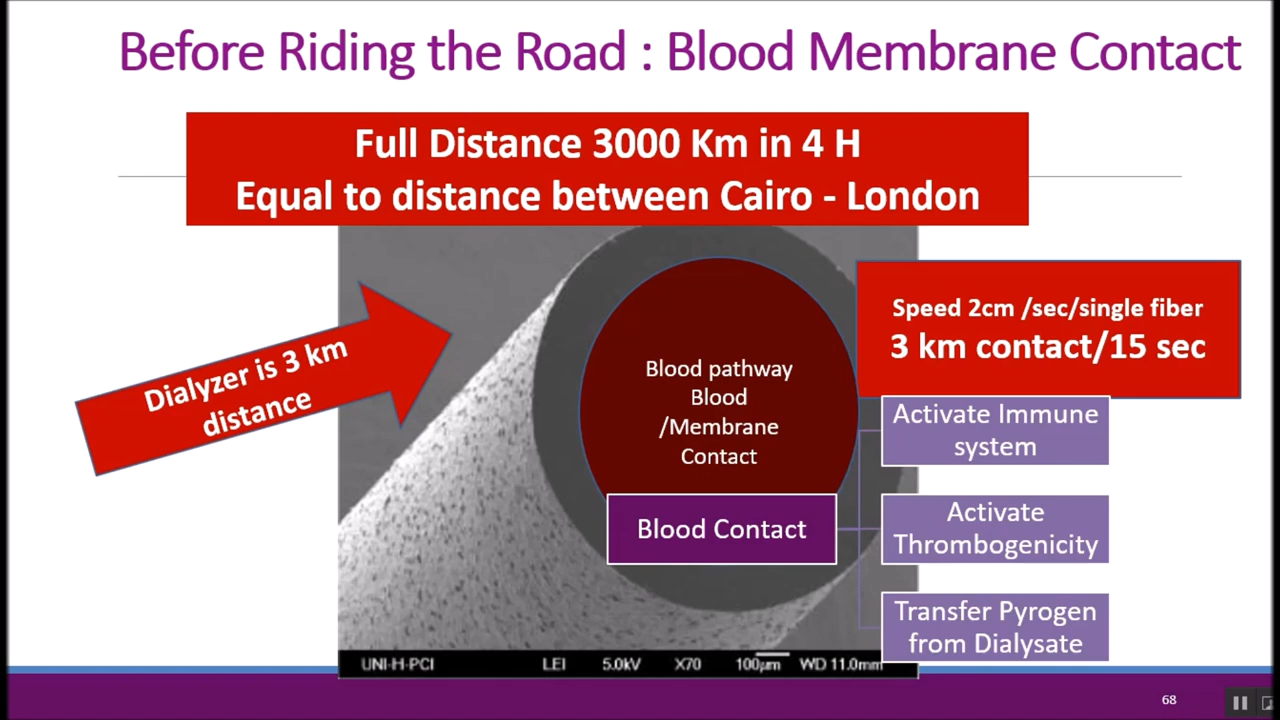 Before Riding the Road : Blood Membrane Contact
Full Distance 3000 Km in 4 H
Equal to distance between Cairo - London
Dialyzer is 3 km
distance
Speed 2cm /sec/single fiber
3 km contact/15 sec
Blood pathway
Blood
/Membrane
Contact
Blood Contact
Activate Immune
system
Activate
Thrombogenicity
Transfer Pyrogen
from Dialysate
UNI-H-PCI LEI 5.0kV X70 100µm WD 11.0mm
68